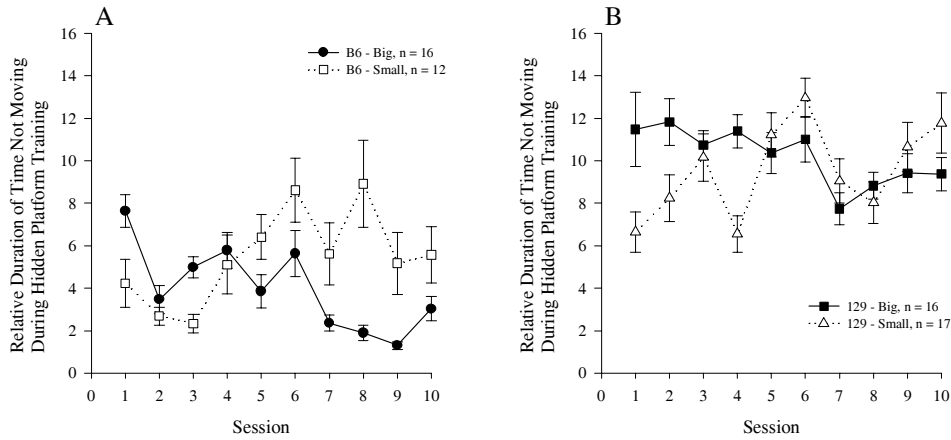 A
Relative Duration of Time Not Moving
During Hidden Platform Training
16
14
12
10
8
6
4
2
0
B6 - Big, n = 16
B6 - Small, n = 12
0 1 2 3 4 5 6 7 8 9 10
Session
B
Relative Duration of Time Not Moving
During Hidden Platform Training
16
14
12
10
8
6
4
2
0
129 - Big, n = 16
129 - Small, n = 17
0 1 2 3 4 5 6 7 8 9 10
Session